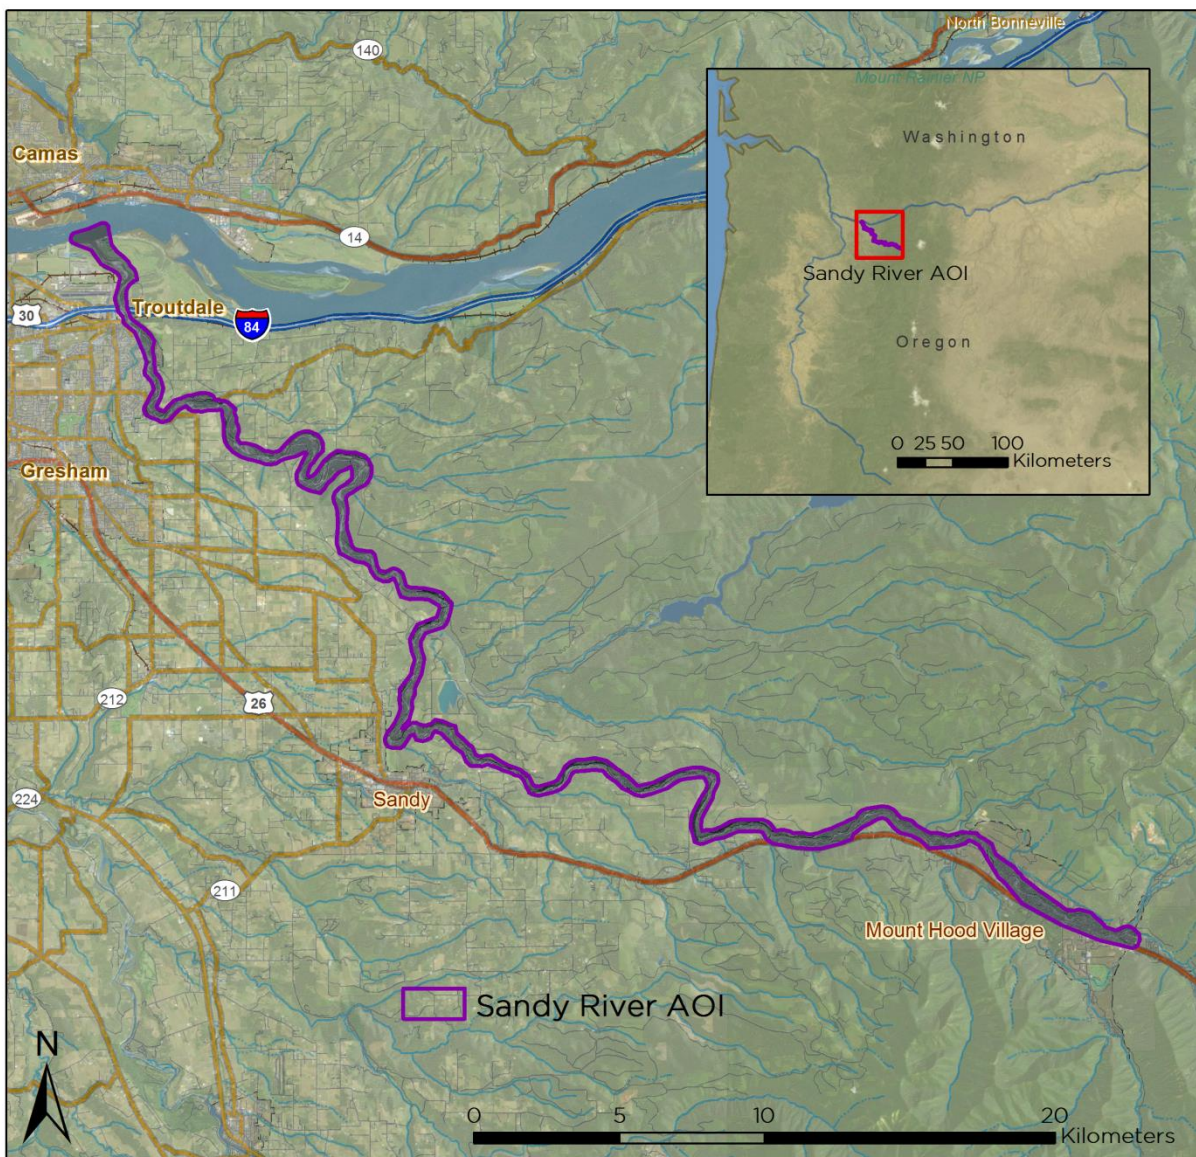 North Bonneville
140
Mount Rainier NP
Washington
Camas
14
Sandy River AOI
Troutdale
30
84
Oregon
0 25 50 100
Kilometers
Gresham
212
26
224
Sandy
211
Mount Hood Village
Sandy River AOI
N
0 5 10 20
Kilometers